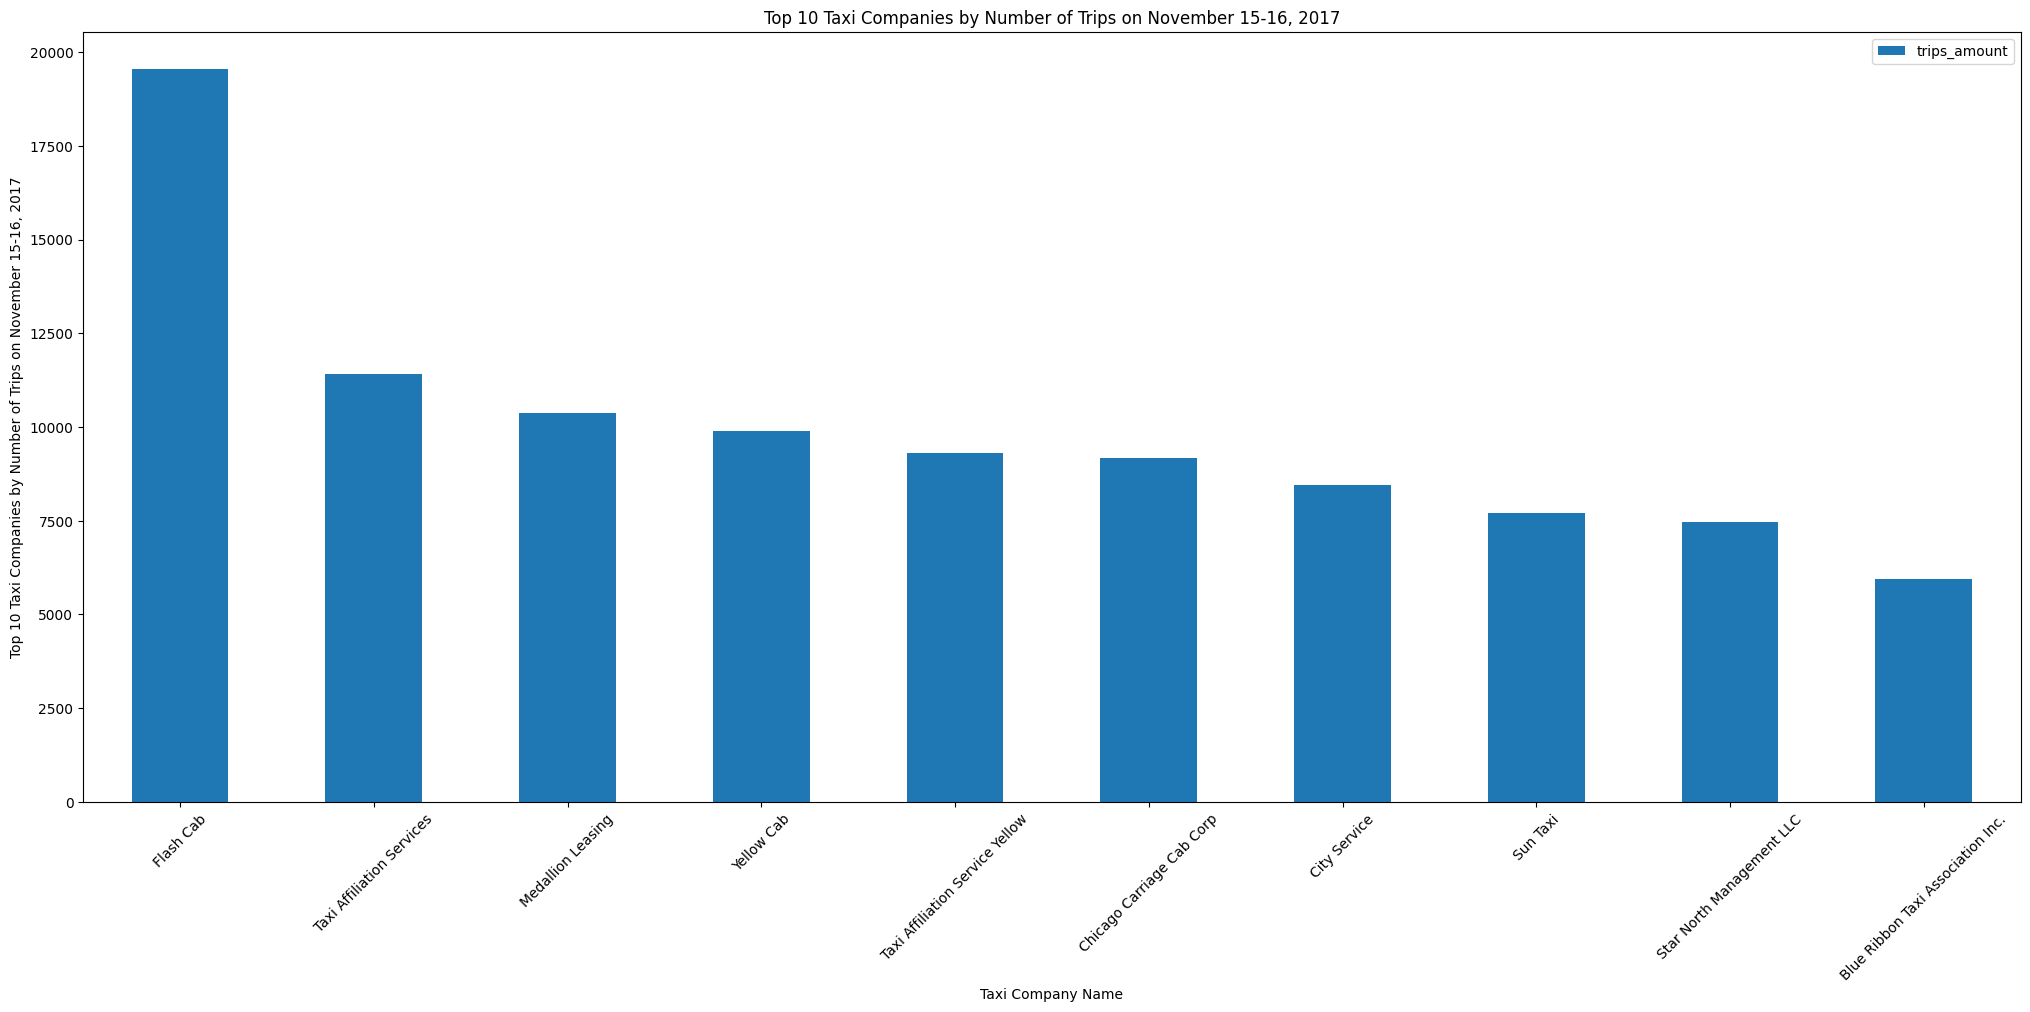 Top 10 Taxi Companies by Number of Trips on November 15-16, 2017
trips_amount
Top 10 Taxi Companies by Number of Trips on November 15-16, 2017
20000
17500
15000
12500
10000
7500
5000
2500
0
Flash Cab
Taxi Affiliation Services
Medallion Leasing
Yellow Cab
Taxi Affiliation Service Yellow
Chicago Carriage Cab Corp
City Service
Sun Taxi
Star North Management LLC
Blue Ribbon Taxi Association Inc.
Taxi Company Name